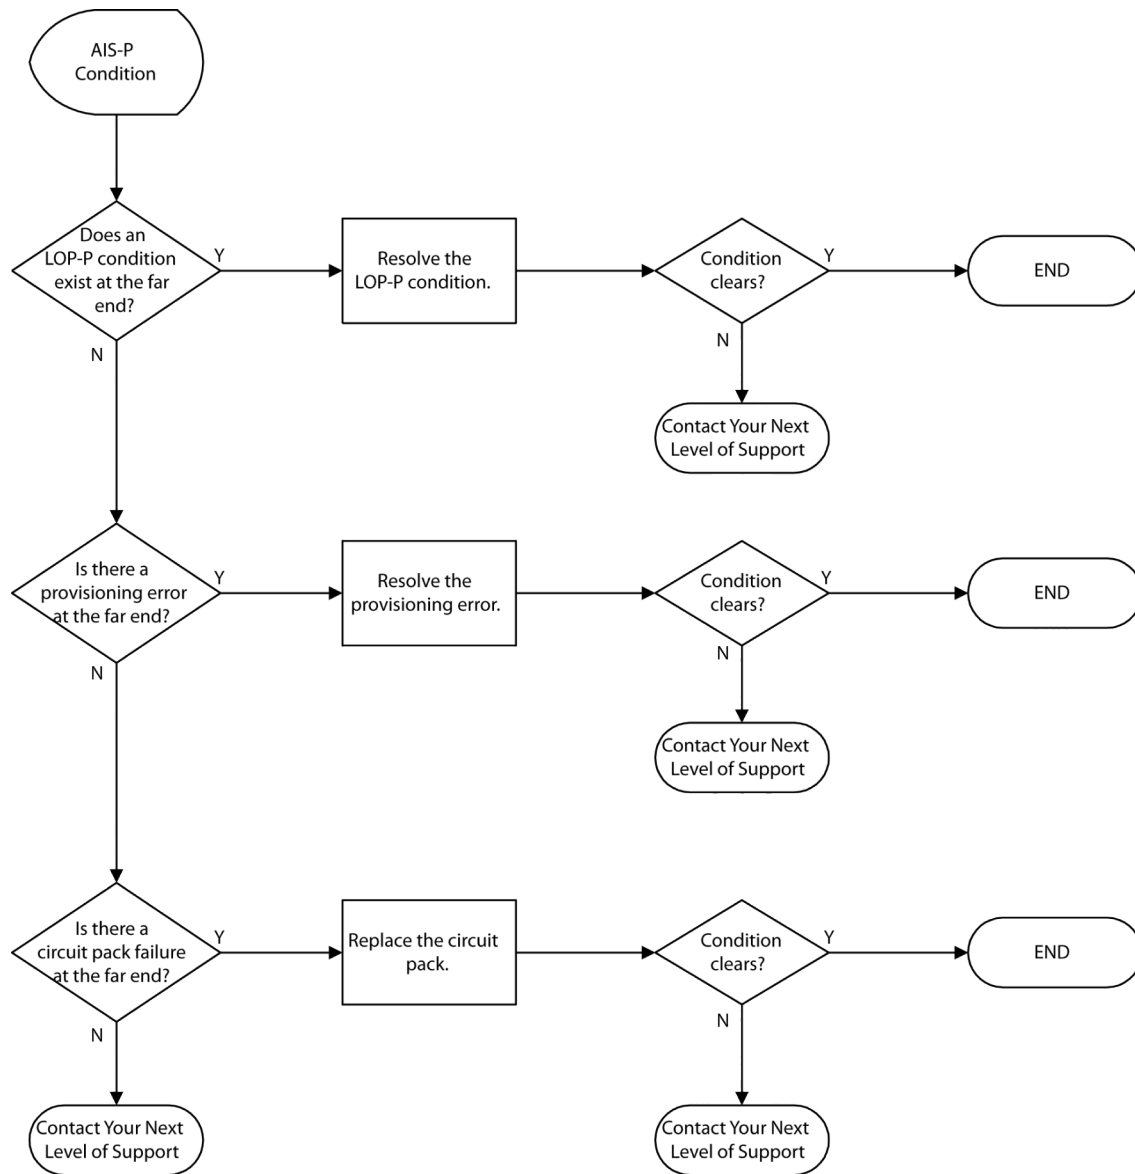 AIS-P
Condition
Does an
LOP-P condition
exist at the far
end?
Y
N
Resolve the
LOP-P condition.
Condition
clears?
Y
N
END
Contact Your Next
Level of Support
Is there a
provisioning error
at the far end?
Y
N
Resolve the
provisioning error.
Condition
clears?
Y
N
END
Contact Your Next
Level of Support
Is there a
circuit pack failure
at the far end?
Y
N
Replace the circuit
pack.
Condition
clears?
Y
N
END
Contact Your Next
Level of Support
Contact Your Next
Level of Support